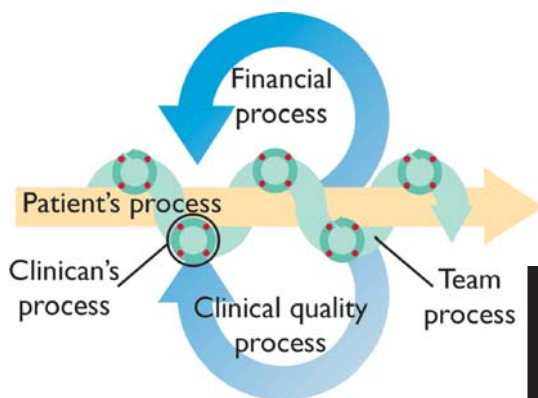 Financial
process
Patient's process
Clinican's
process
Clinical quality
process
Team
process